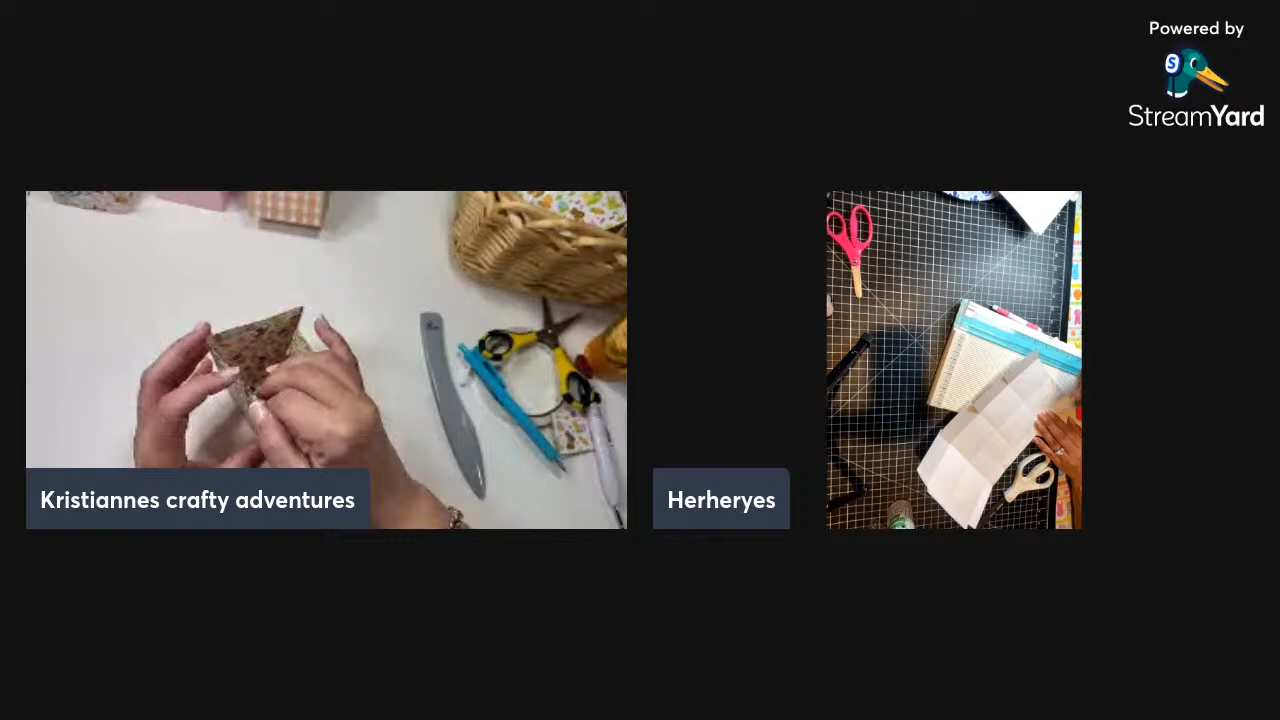 Powered by
S
StreamYard
Kristiannes crafty adventures
Herheryes